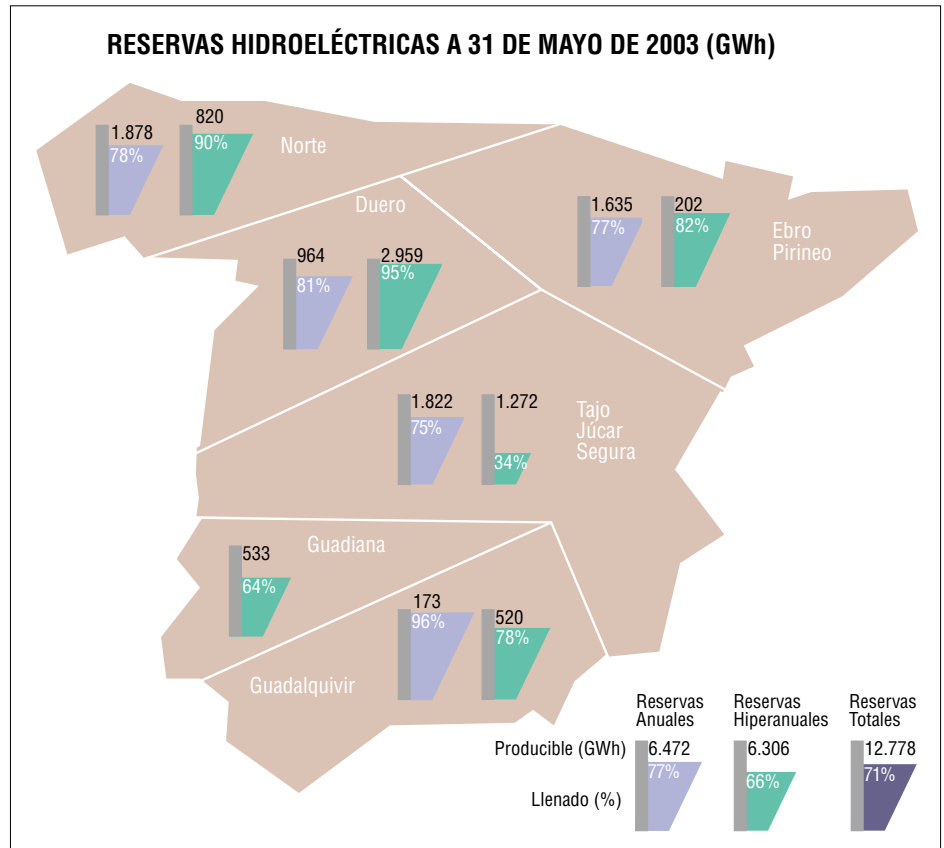 RESERVAS HIDROELÉCTRICAS A 31 DE MAYO DE 2003 (GWh)
1.878
78%
820
90%
Norte
Duero
964
81%
2.959
95%
1.635
77%
202
82%
Ebro
Pirineo
1.822
75%
1.272
34%
Tajo
Júcar
Segura
Guadiana
533
64%
173
96%
520
78%
Guadalquivir
Reservas
Anuales
Reservas
Hiperanuales
Reservas
Totales
Producible (GWh)
6.472
6.306
12.778
77%
66%
71%
Llenado (%)